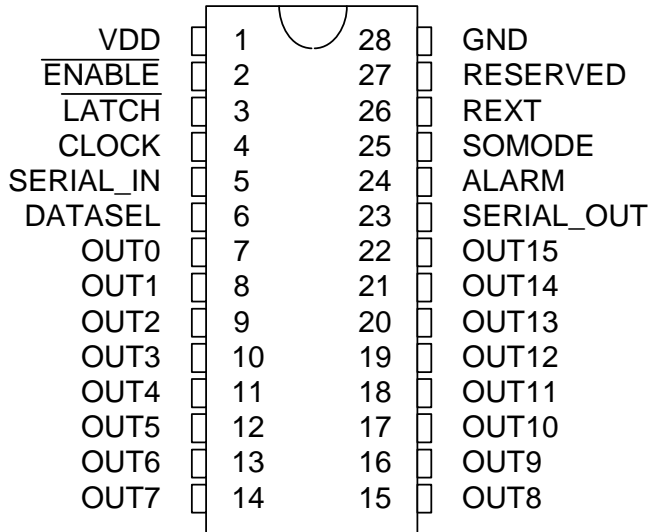 VDD 1 28 GND
ENABLE 2 27 RESERVED
LATCH 3 26 REXT
CLOCK 4 25 SOMODE
SERIAL_IN 5 24 ALARM
DATASEL 6 23 SERIAL_OUT
OUT0 7 22 OUT15
OUT1 8 21 OUT14
OUT2 9 20 OUT13
OUT3 10 19 OUT12
OUT4 11 18 OUT11
OUT5 12 17 OUT10
OUT6 13 16 OUT9
OUT7 14 15 OUT8